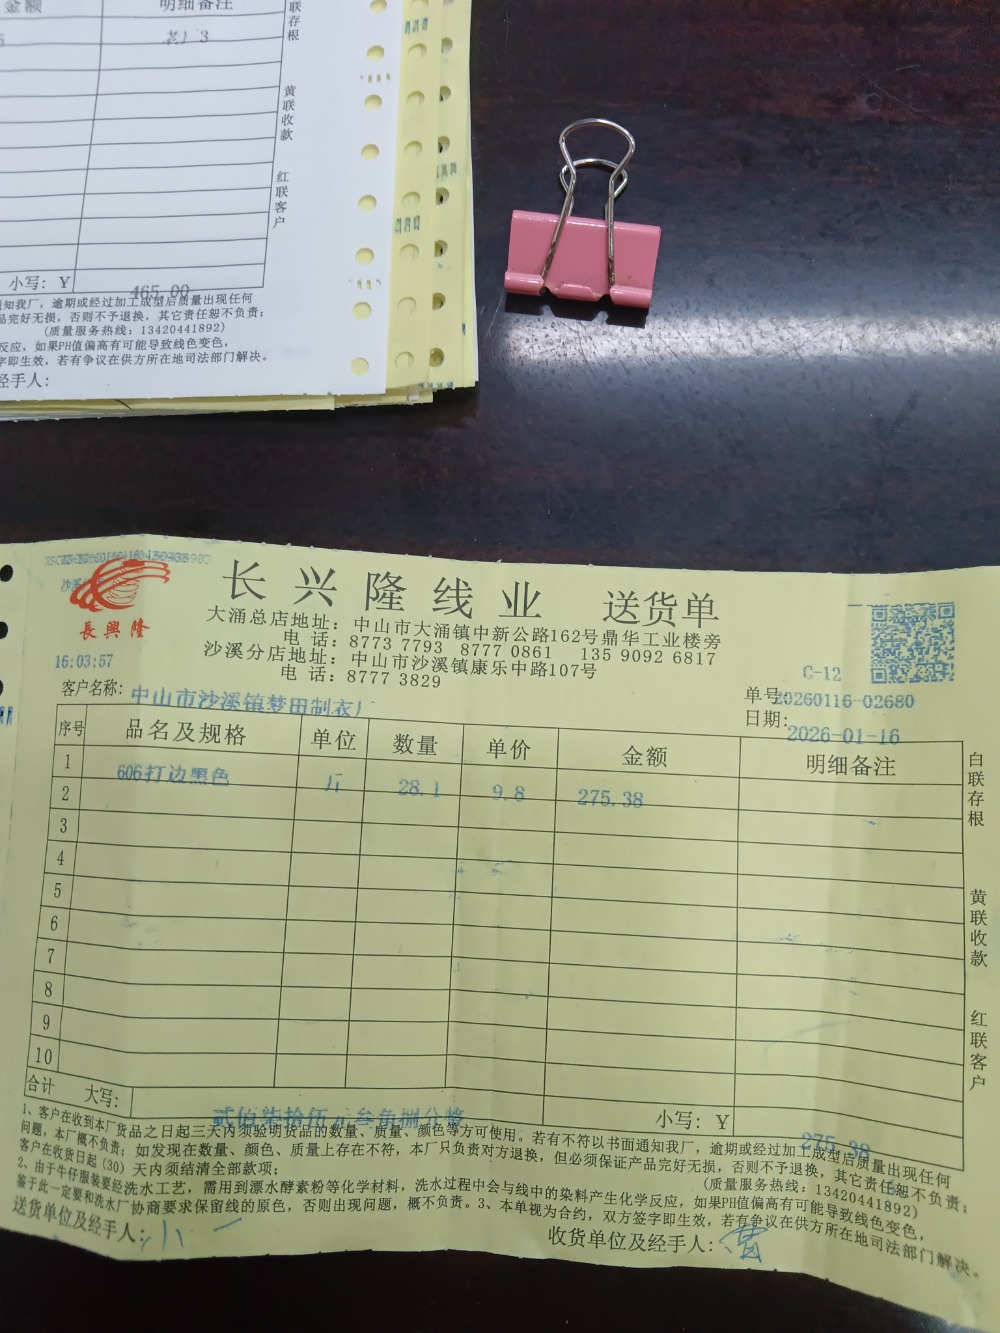 金额 明细备注
老厂3
联存根
黄联收款
红联客户
小写: ¥
465.00
知我厂, 逾期或经过加工成型后质量出现任何
品完好无损, 否则不予退换, 其它责任恕不负责;
(质量服务热线: 13420441892)
反应, 如果PH值偏高有可能导致线色变色,
字即生效, 若有争议在供方所在地司法部门解决。
经手人:
長興隆
长兴隆线业 送货单
大涌总店地址: 中山市大涌镇中新公路162号鼎华工业楼旁
电 话: 8773 7793 8777 0861 135 9092 6817
沙溪分店地址: 中山市沙溪镇康乐中路107号
电 话: 8777 3829
16:03:57
C-12
客户名称: 中山市沙溪镇梦田制衣厂
单号: 20260116-02680
日期: 2026-01-16
序号 品名及规格 单位 数量 单价 金额 明细备注
1 606打边黑色 斤 28.1 9.8 275.38
2
3
4
5
6
7
8
9
10
白联存根
黄联收款
红联客户
合计 大写: 贰佰柒拾伍元叁角捌分整 小写: ¥ 275.38
1、客户在收到本厂货品之日起三天内须验明货品的数量、质量、颜色等方可使用。若有不符以书面通知我厂, 逾期或经过加工成型后质量出现任何
问题, 本厂概不负责; 如发现在数量、颜色、质量上存在不符, 本厂只负责对方退换, 但必须保证产品完好无损, 否则不予退换, 其它责任恕不负责;
客户在收货日起(30)天内须结清全部款项; (质量服务热线: 13420441892)
2、由于牛仔服装要经洗水工艺, 需用到漂水酵素粉等化学材料, 洗水过程中会与线中的染料产生化学反应, 如果PH值偏高有可能导致线色变色,
鉴于此一定要和洗水厂协商要求保留线的原色, 否则出现问题, 概不负责。3、本单视为合约, 双方签字即生效, 若有争议在供方所在地司法部门解决。
送货单位及经手人: 收货单位及经手人: